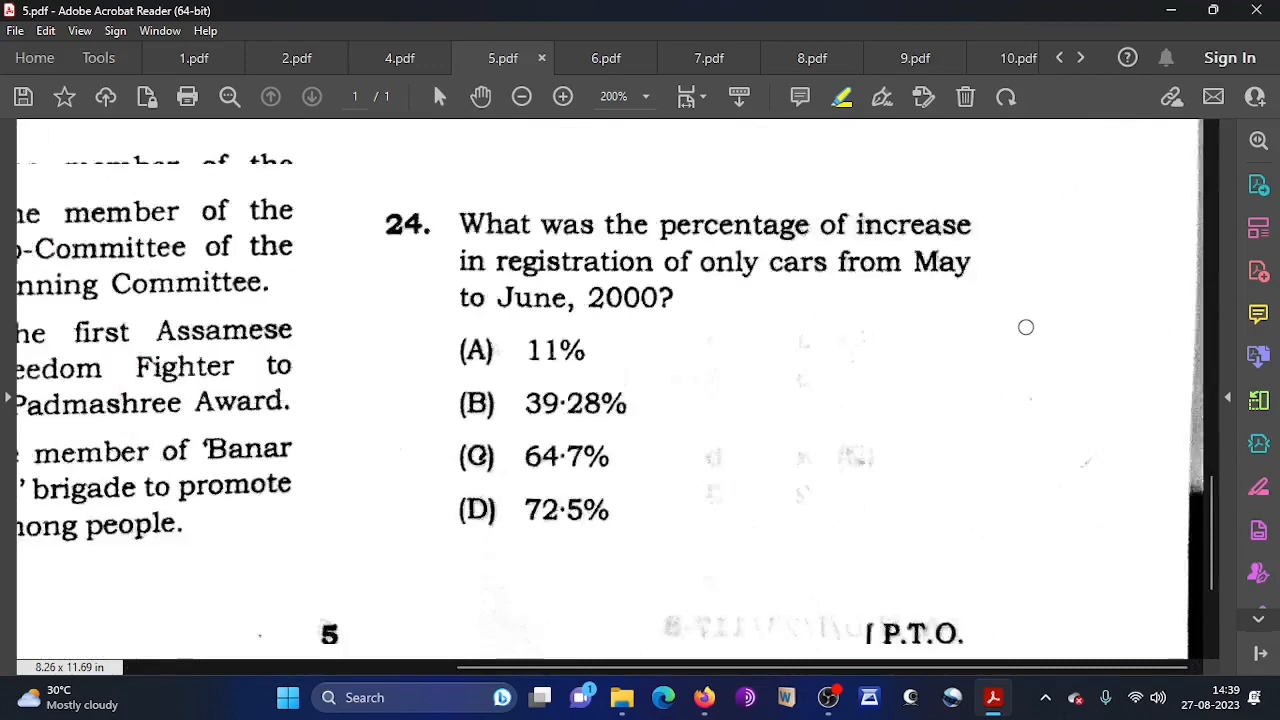 5.pdf - Adobe Acrobat Reader (64-bit)
File Edit View Sign Window Help
Home Tools 1.pdf 2.pdf 4.pdf 5.pdf × 6.pdf 7.pdf 8.pdf 9.pdf 10.pdf Sign In
1 / 1 200%
member of the
member of the
-Committee of the
Committee.
first Assamese
Fighter to
Padmashree Award.
member of 'Banar
' brigade to promote
people.
24. What was the percentage of increase
in registration of only cars from May
to June, 2000?
(A) 11%
(B) 39·28%
(C) 64·7%
(D) 72·5%
5
[ P.T.O.
8.26 x 11.69 in
30°C
Mostly cloudy
Search
1
14:39
27-08-2023